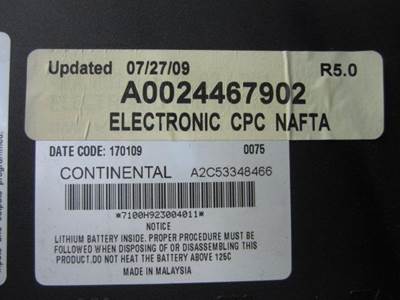 Updated 07/27/09 R5.0
A0024467902
ELECTRONIC CPC NAFTA
DATE CODE: 170109 0075
CONTINENTAL A2C53348466
*7100H923004011*
NOTICE
LITHIUM BATTERY INSIDE. PROPER PROCEDURE MUST BE
FOLLOWED WHEN DISPOSING OF OR DISASSEMBLING THIS
PRODUCT.DO NOT HEAT THE BATTERY ABOVE 125C
MADE IN MALAYSIA